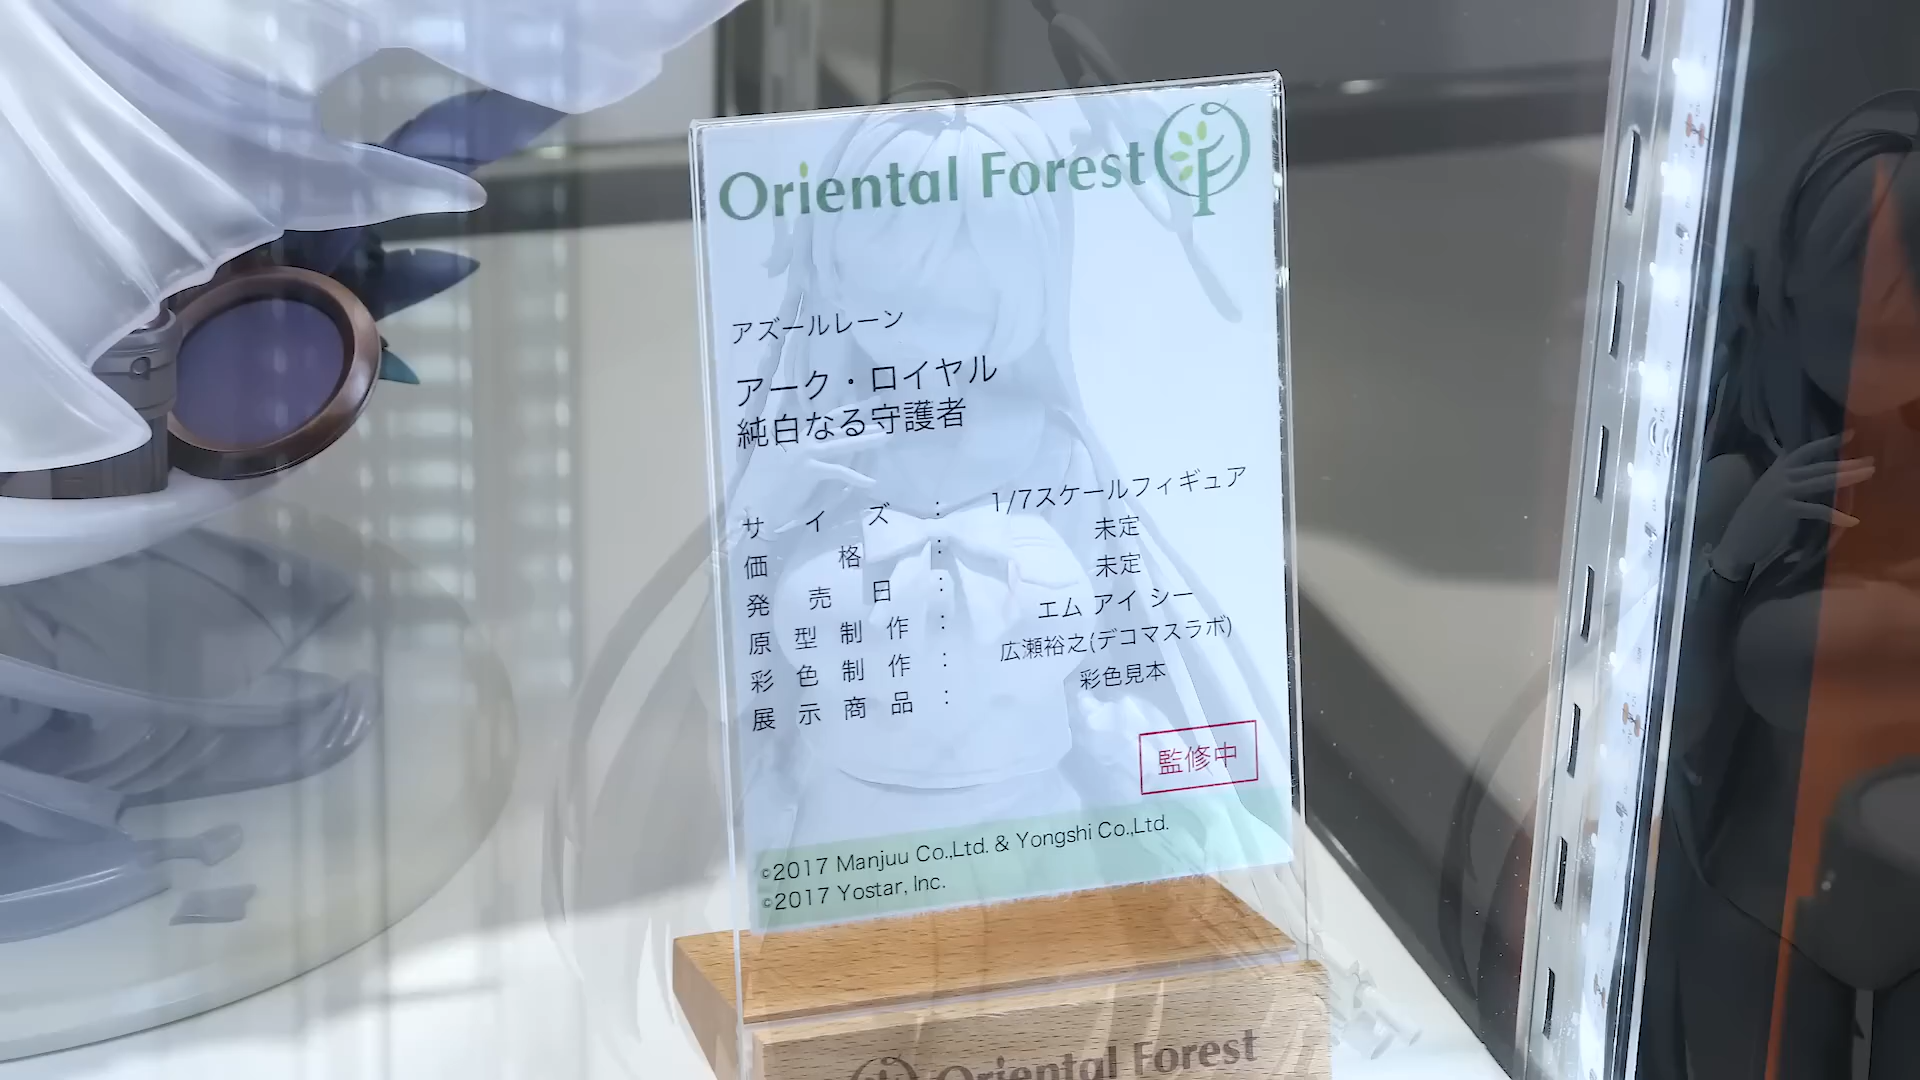 Oriental Forest
アズールレーン
アーク・ロイヤル
純白なる守護者
サイズ : 1/7スケールフィギュア
価格 : 未定
発売日 : 未定
原型制作 : エム アイ シー
彩色制作 : 広瀬裕之(デコマスラボ)
展示商品 : 彩色見本
監修中
©2017 Manjuu Co.,Ltd. & Yongshi Co.,Ltd.
©2017 Yostar, Inc.
Oriental Forest